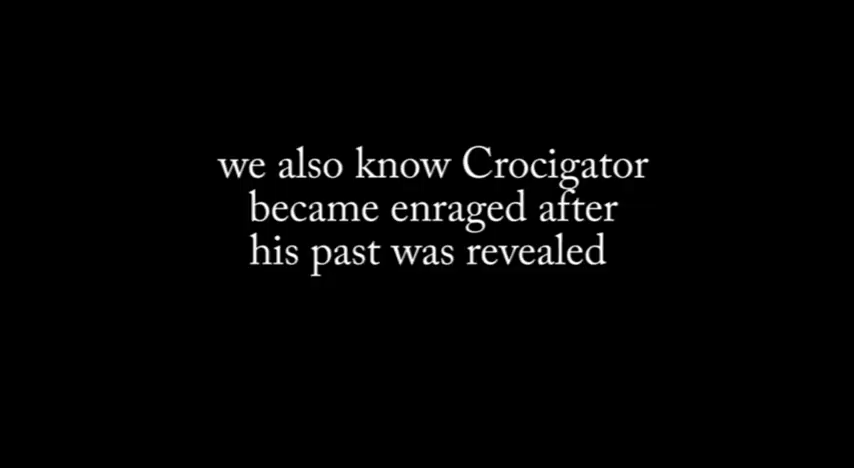 we also know Crocigator
became enraged after
his past was revealed